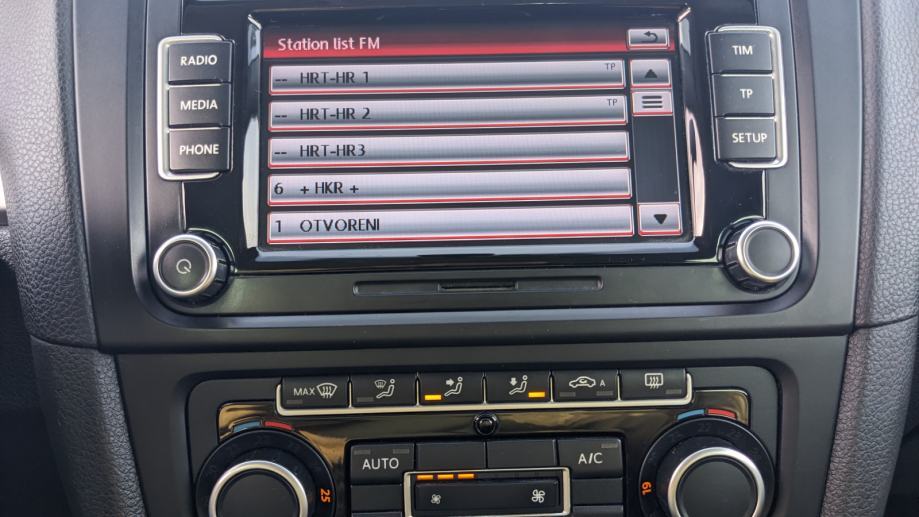 Station list FM
RADIO
MEDIA
PHONE
-- HRT-HR 1 TP
-- HRT-HR 2 TP
-- HRT-HR3
6 + HKR +
1 OTVORENI
TIM
TP
SETUP
MAX
A
AUTO
A/C
25
19
22